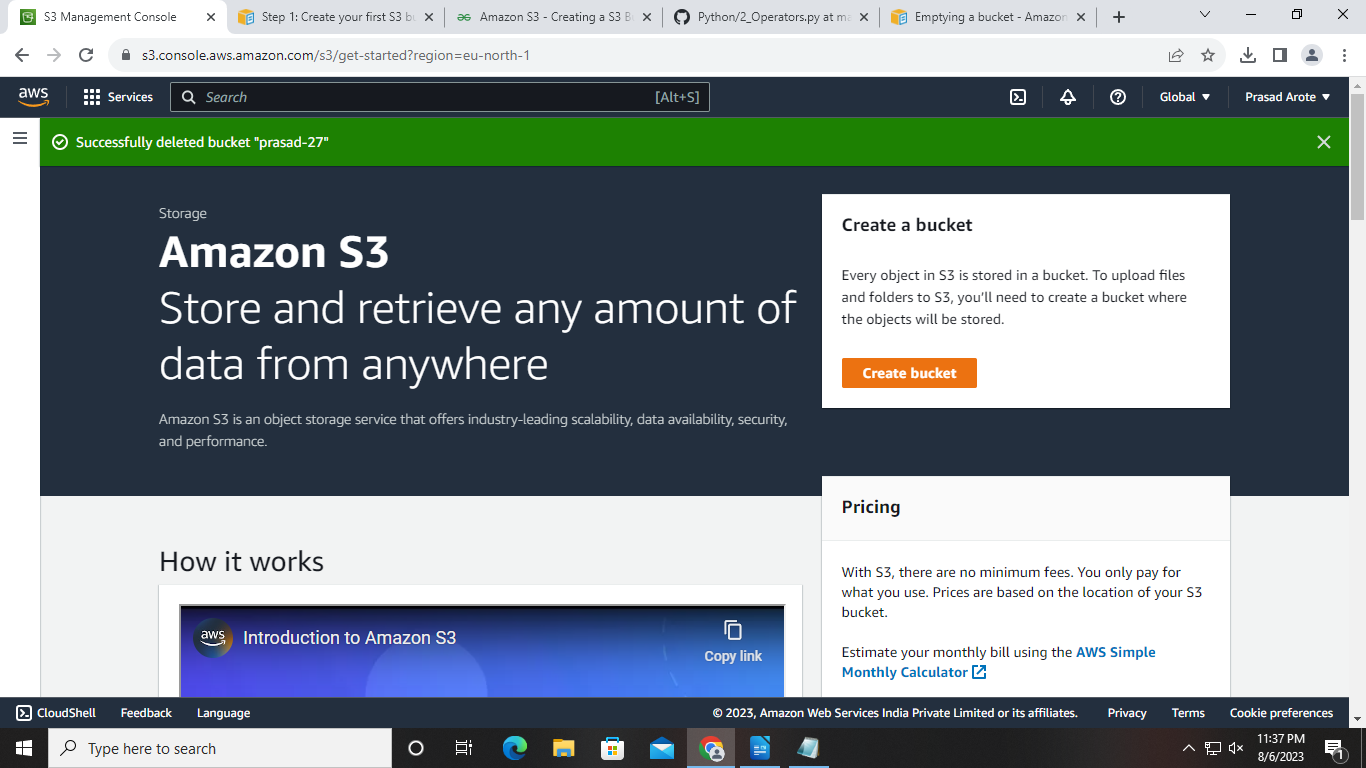 S3 Management Console
Step 1: Create your first S3 bu
Amazon S3 - Creating a S3 B
Python/2_Operators.py at ma
Emptying a bucket - Amazon
s3.console.aws.amazon.com/s3/get-started?region=eu-north-1
aws
Services
Search
[Alt+S]
Global
Prasad Arote
Successfully deleted bucket "prasad-27"
Storage
Amazon S3
Store and retrieve any amount of
data from anywhere
Amazon S3 is an object storage service that offers industry-leading scalability, data availability, security,
and performance.
Create a bucket
Every object in S3 is stored in a bucket. To upload files
and folders to S3, you'll need to create a bucket where
the objects will be stored.
Create bucket
Pricing
With S3, there are no minimum fees. You only pay for
what you use. Prices are based on the location of your S3
bucket.
Estimate your monthly bill using the AWS Simple
Monthly Calculator
How it works
aws
Introduction to Amazon S3
Copy link
CloudShell
Feedback
Language
© 2023, Amazon Web Services India Private Limited or its affiliates.
Privacy
Terms
Cookie preferences
Type here to search
11:37 PM
8/6/2023
1